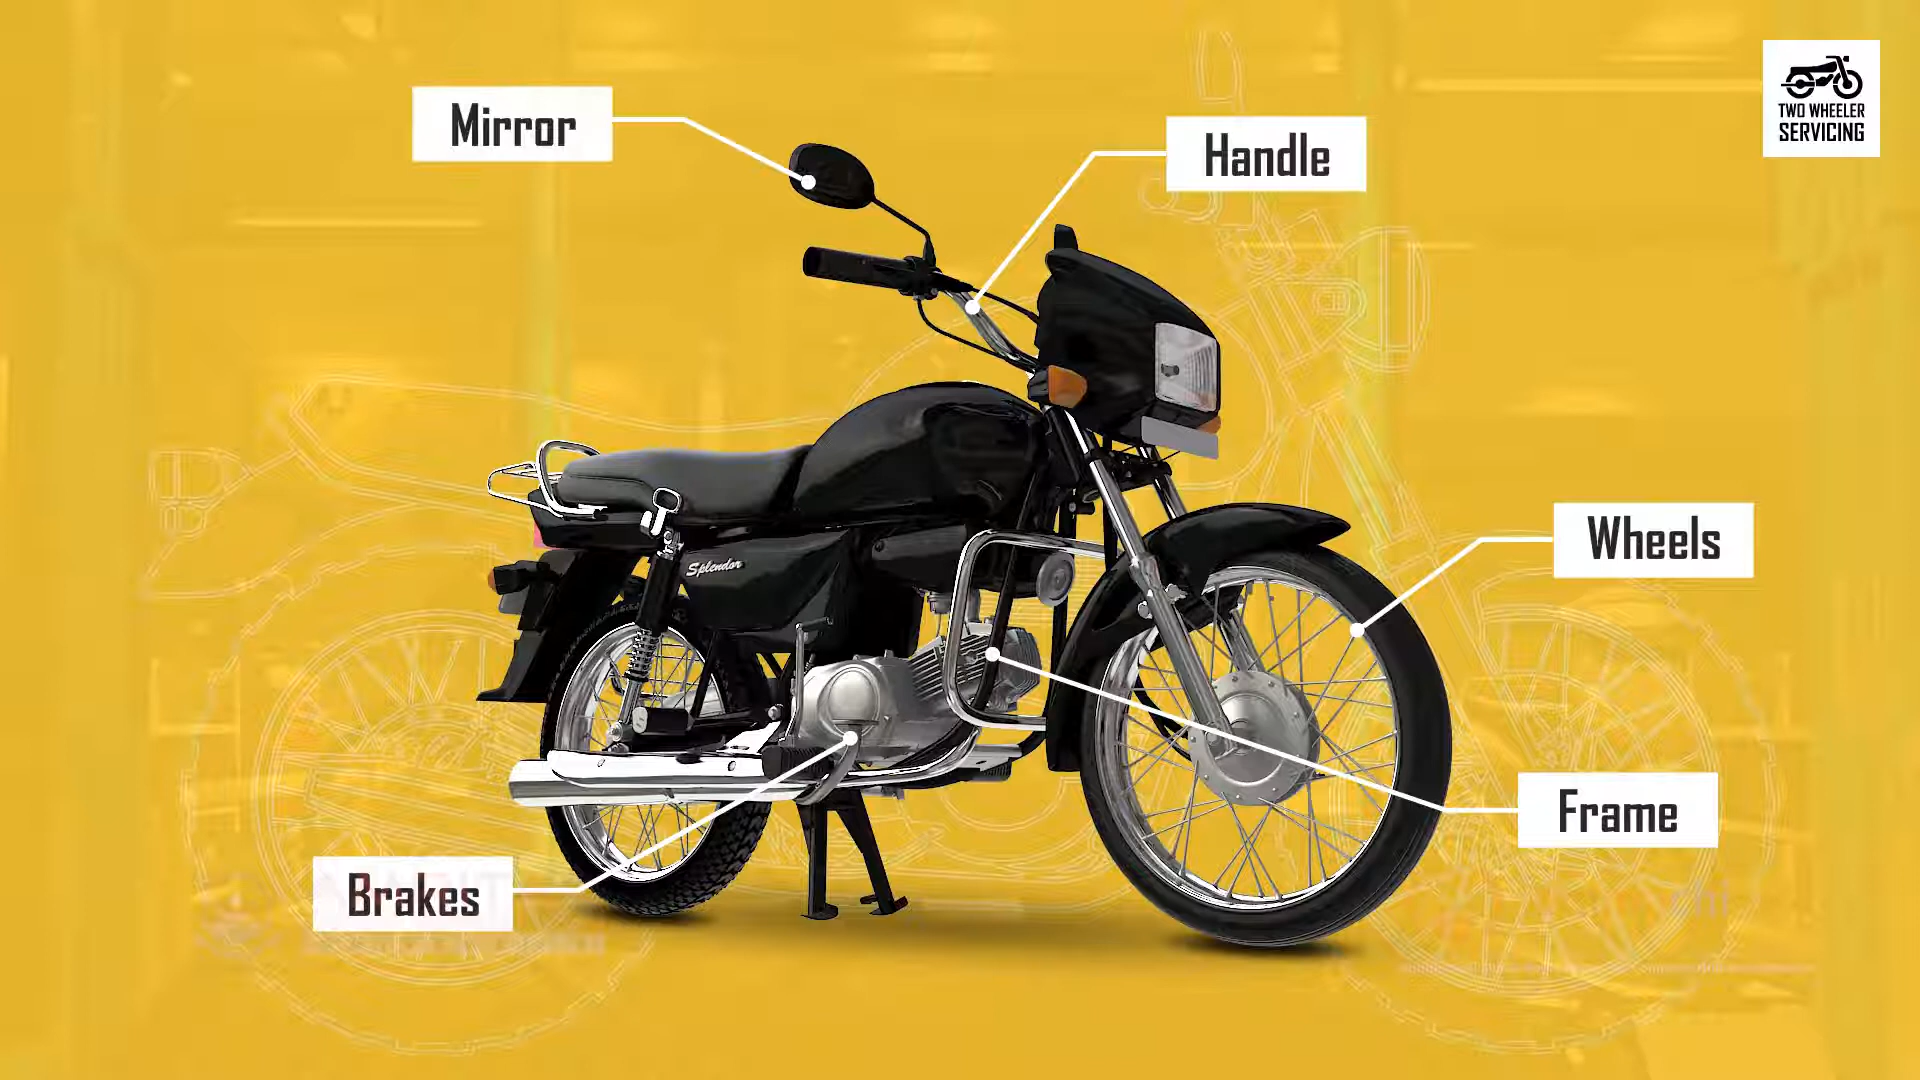 Mirror
Handle
TWO WHEELER
SERVICING
Wheels
Splendor
Frame
Brakes